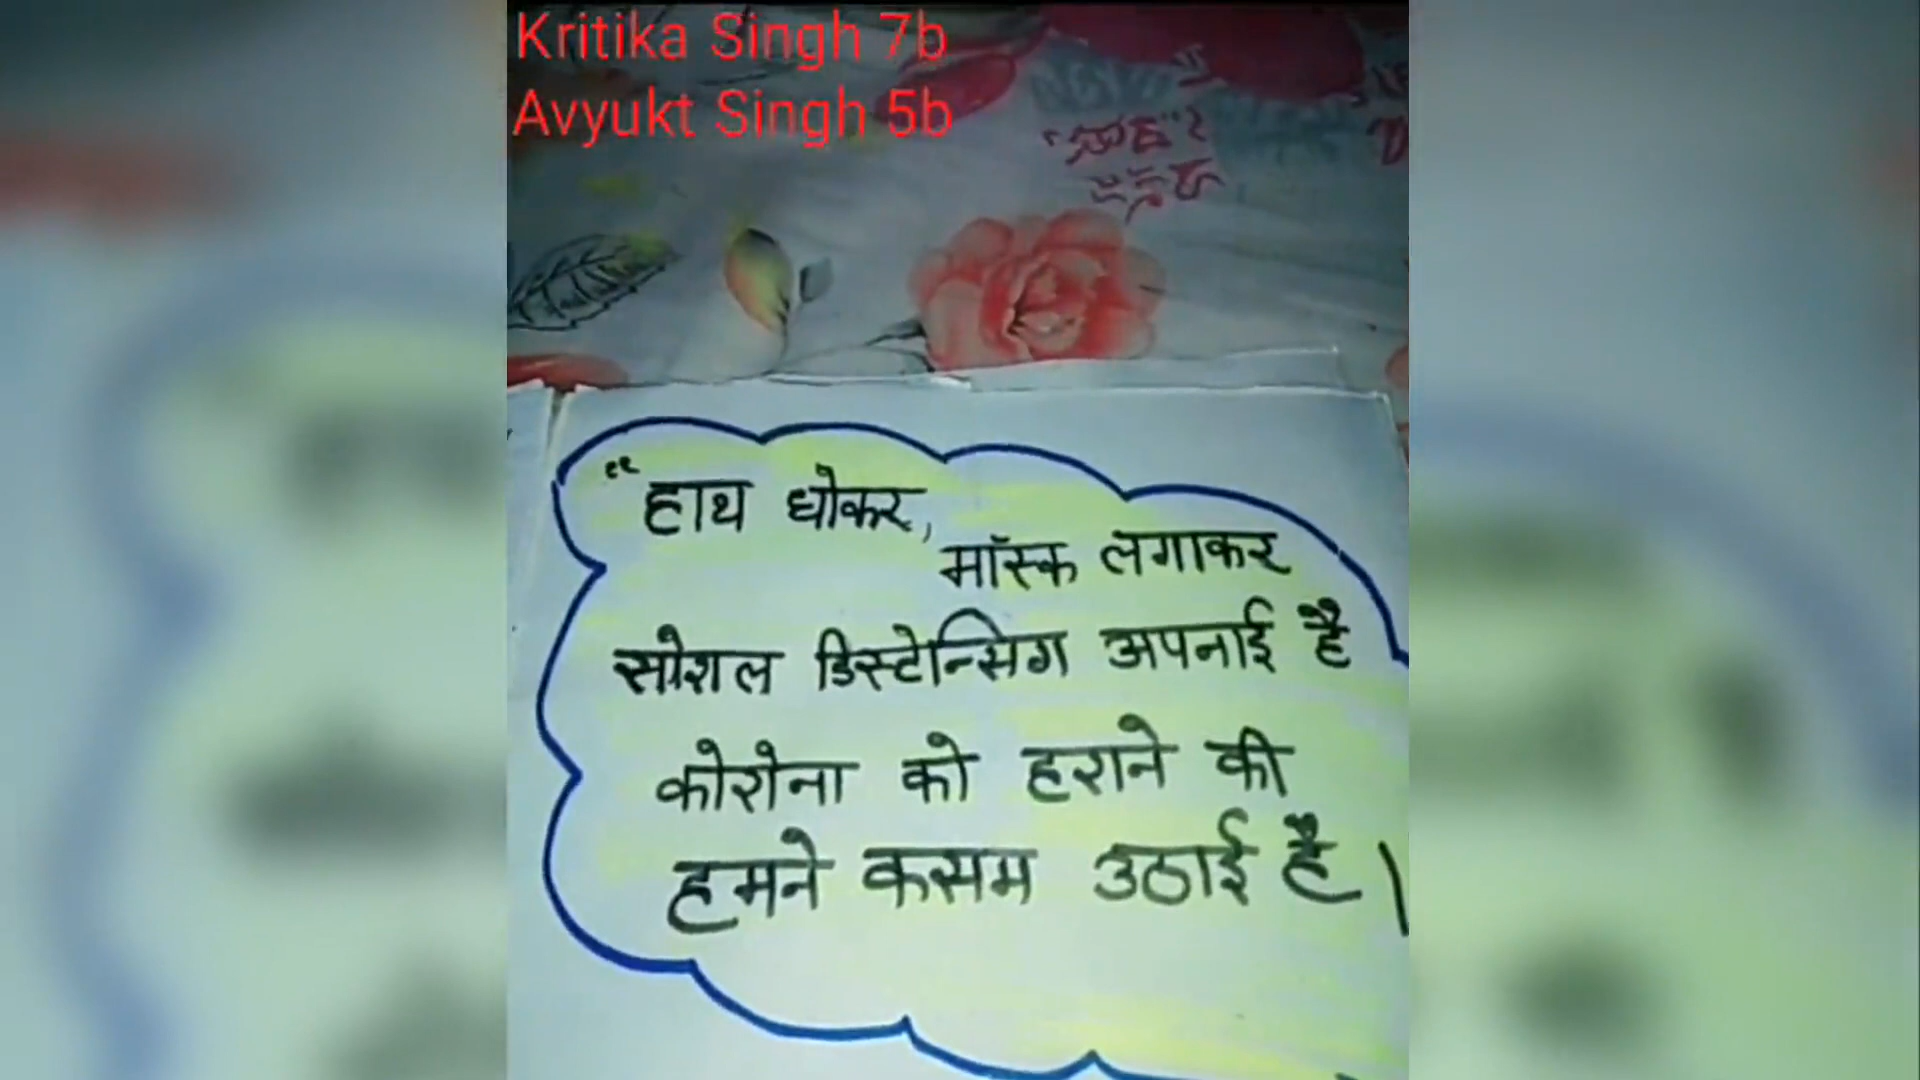 Kritika Singh 7b
Avyukt Singh 5b
“हाथ धोकर,
मॉस्क लगाकर
सोशल डिस्टेन्सिग अपनाई है
कोरोना को हराने की
हमने कसम उठाई है।